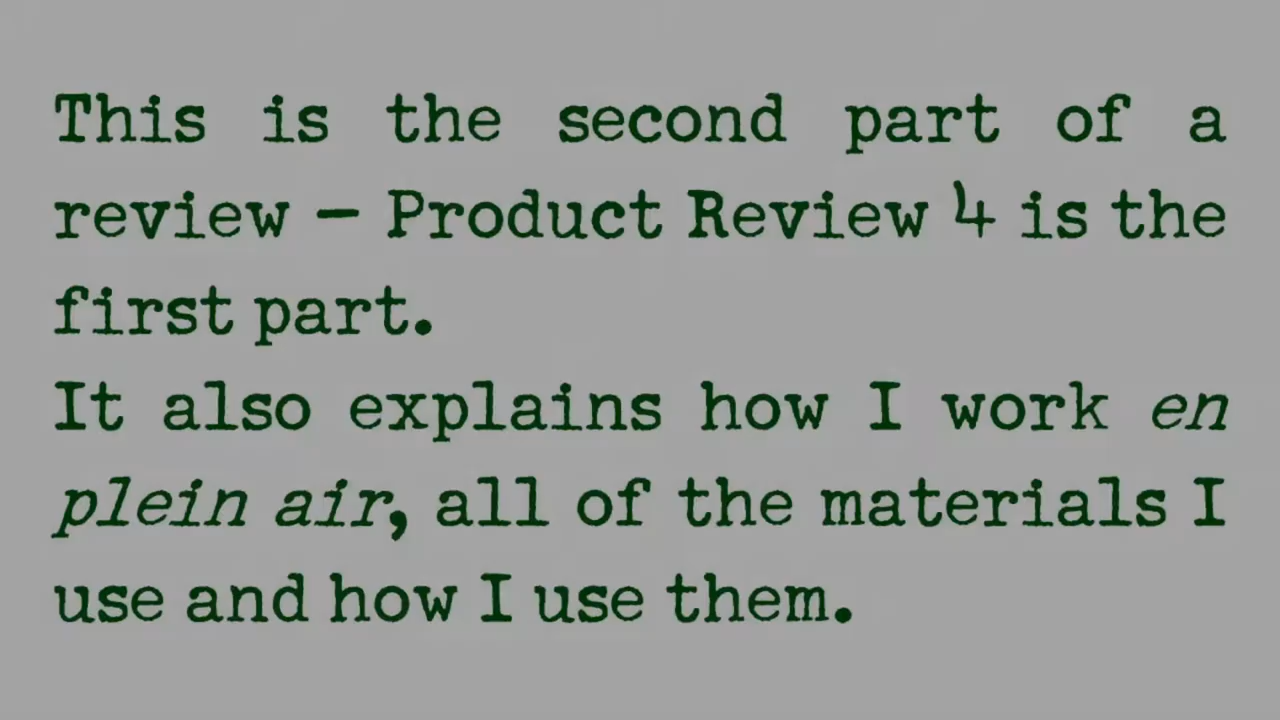 This is the second part of a
review – Product Review 4 is the
first part.
It also explains how I work en
plein air, all of the materials I
use and how I use them.